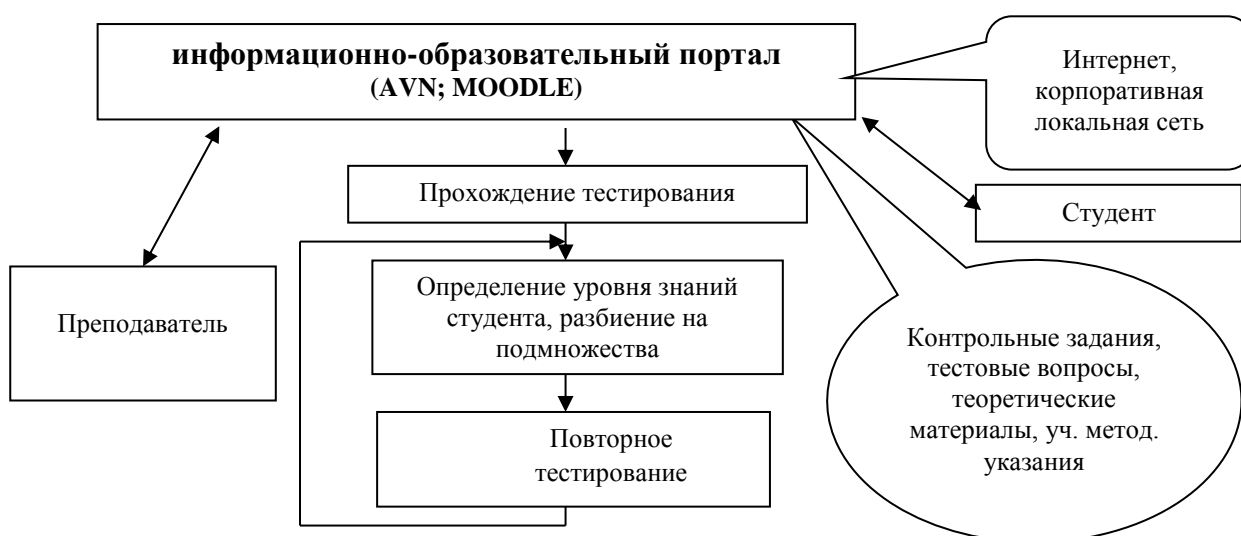 информационно-образовательный портал
(AVN; MOODLE)
Интернет,
корпоративная
локальная сеть
Прохождение тестирования
Студент
Преподаватель
Определение уровня знаний
студента, разбиение на
подмножества
Контрольные задания,
тестовые вопросы,
теоретические
материалы, уч. метод.
указания
Повторное
тестирование